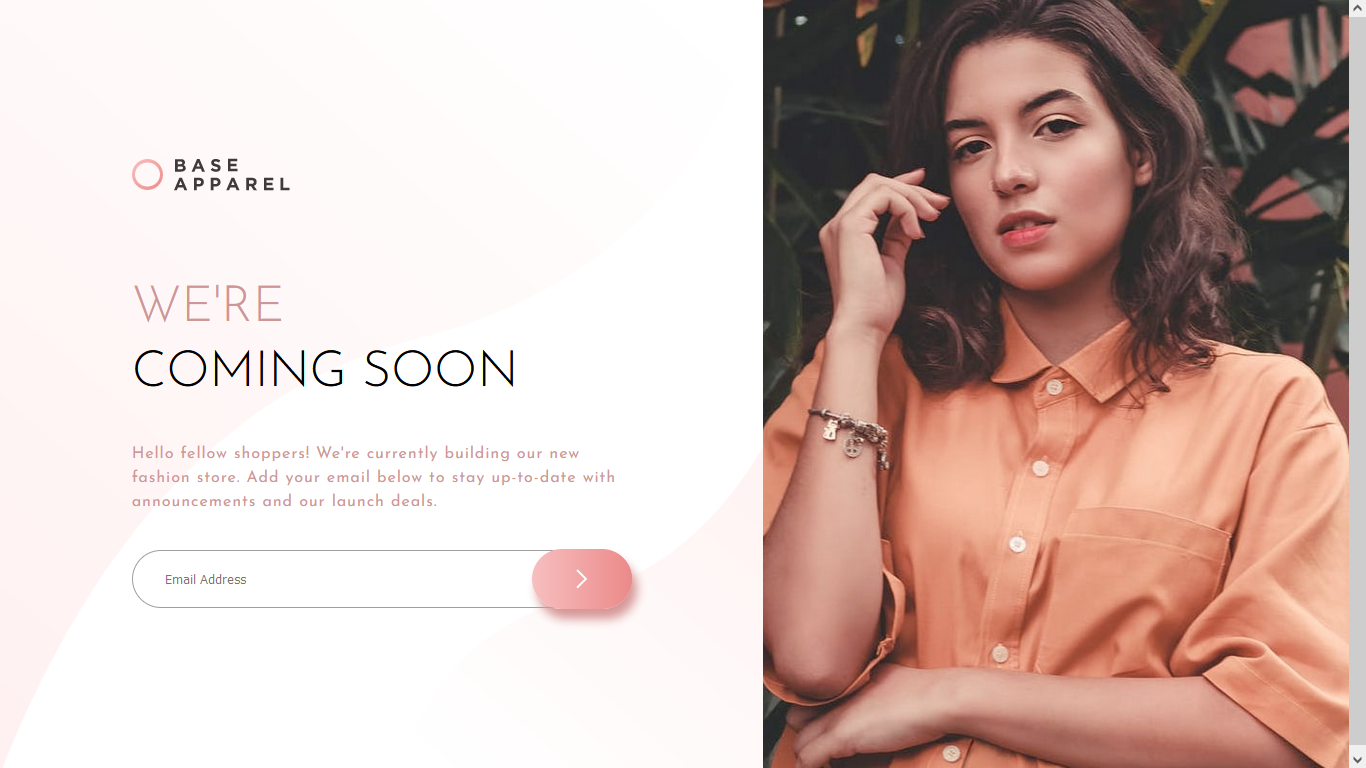 BASE
APPAREL
WE'RE
COMING SOON
Hello fellow shoppers! We're currently building our new
fashion store. Add your email below to stay up-to-date with
announcements and our launch deals.
Email Address